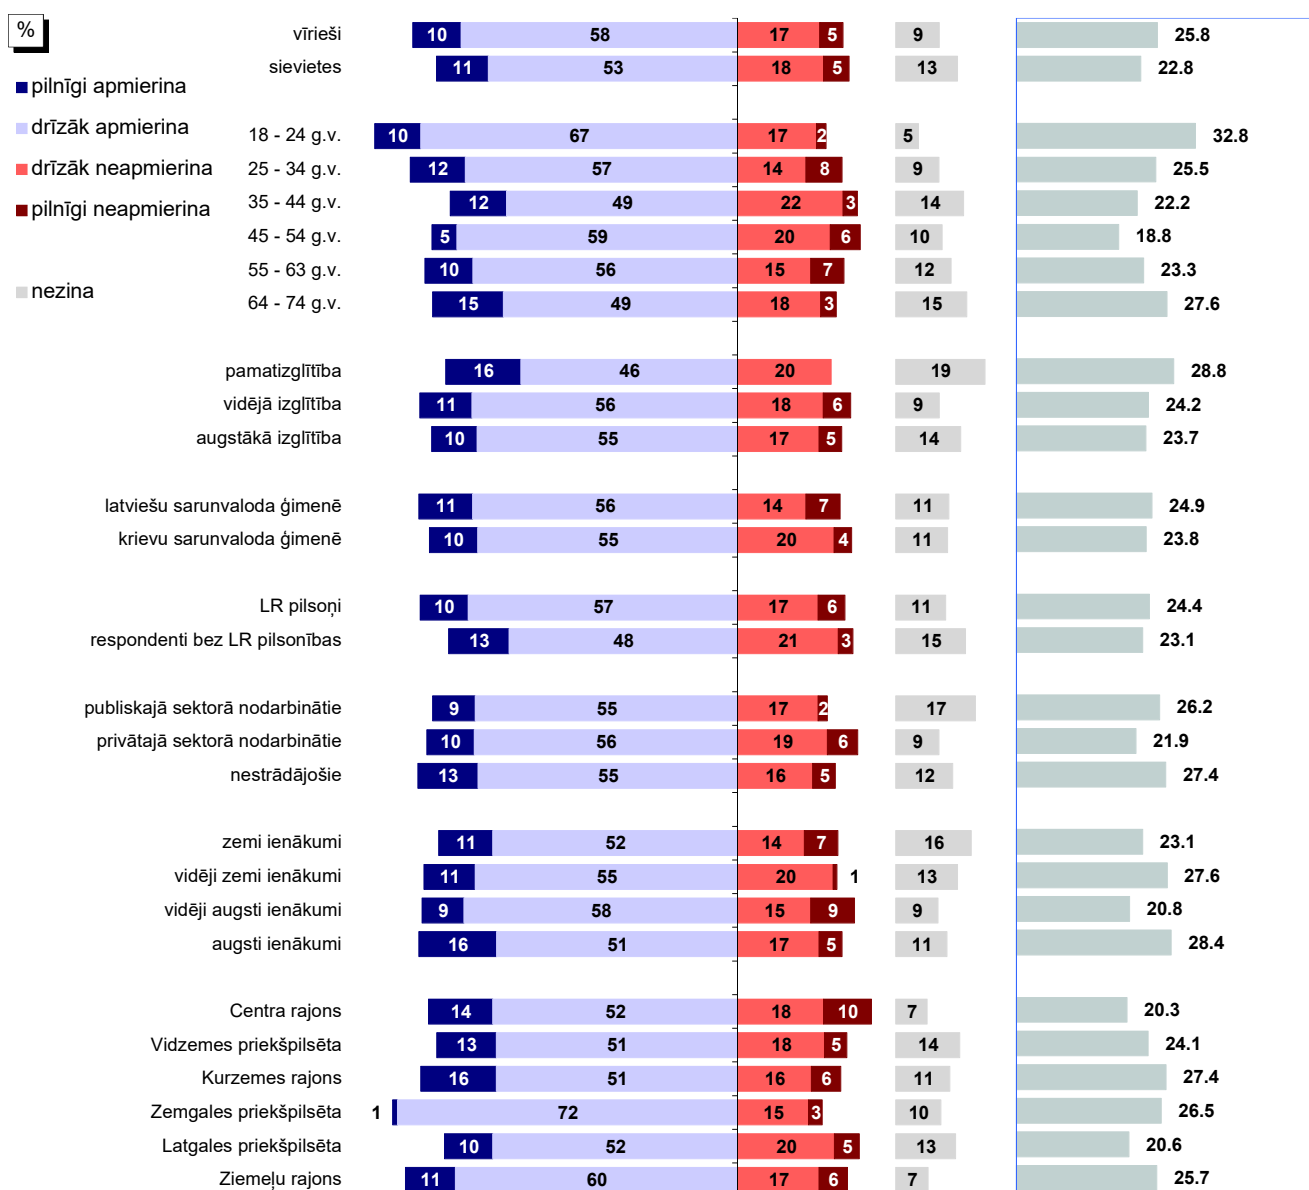 %
pilnīgi apmierina
drīzāk apmierina
drīzāk neapmierina
pilnīgi neapmierina
nezina
vīrieši 10 58 17 5 9 25.8
sievietes 11 53 18 5 13 22.8
18 - 24 g.v. 10 67 17 2 5 32.8
25 - 34 g.v. 12 57 14 8 9 25.5
35 - 44 g.v. 12 49 22 3 14 22.2
45 - 54 g.v. 5 59 20 6 10 18.8
55 - 63 g.v. 10 56 15 7 12 23.3
64 - 74 g.v. 15 49 18 3 15 27.6
pamatizglītība 16 46 20 19 28.8
vidējā izglītība 11 56 18 6 9 24.2
augstākā izglītība 10 55 17 5 14 23.7
latviešu sarunvaloda ģimenē 11 56 14 7 11 24.9
krievu sarunvaloda ģimenē 10 55 20 4 11 23.8
LR pilsoņi 10 57 17 6 11 24.4
respondenti bez LR pilsonības 13 48 21 3 15 23.1
publiskajā sektorā nodarbinātie 9 55 17 2 17 26.2
privātajā sektorā nodarbinātie 10 56 19 6 9 21.9
nestrādājošie 13 55 16 5 12 27.4
zemi ienākumi 11 52 14 7 16 23.1
vidēji zemi ienākumi 11 55 20 1 13 27.6
vidēji augsti ienākumi 9 58 15 9 9 20.8
augsti ienākumi 16 51 17 5 11 28.4
Centra rajons 14 52 18 10 7 20.3
Vidzemes priekšpilsēta 13 51 18 5 14 24.1
Kurzemes rajons 16 51 16 6 11 27.4
Zemgales priekšpilsēta 1 72 15 3 10 26.5
Latgales priekšpilsēta 10 52 20 5 13 20.6
Ziemeļu rajons 11 60 17 6 7 25.7